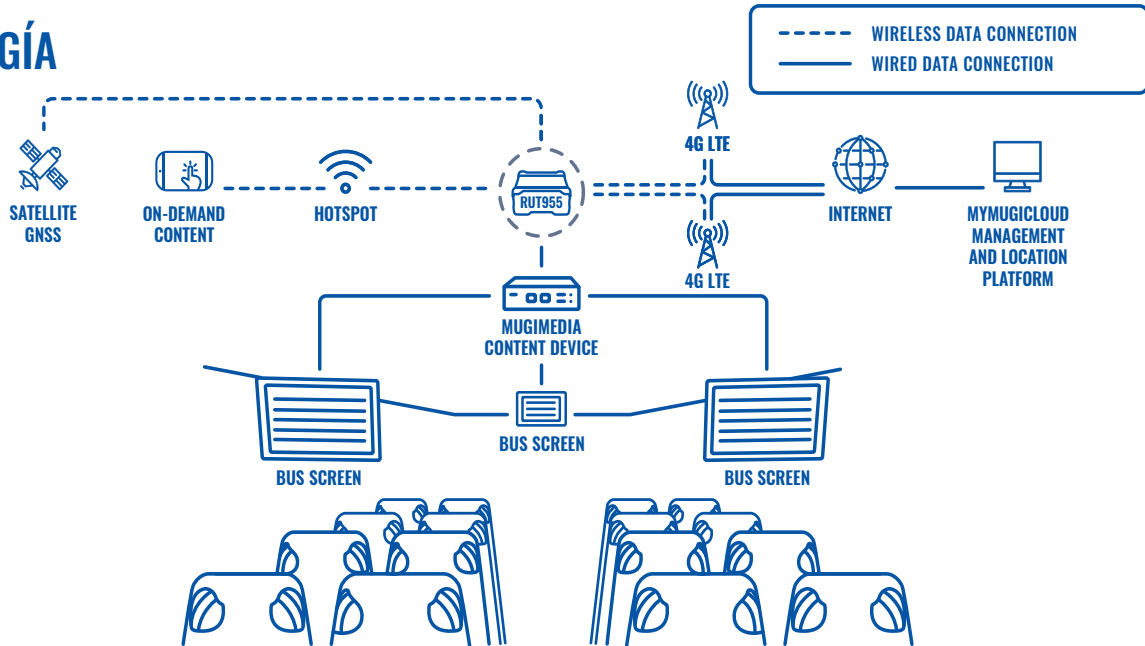 GÍA
WIRELESS DATA CONNECTION
WIRED DATA CONNECTION
4G LTE
RUT955
SATELLITE
GNSS
ON-DEMAND
CONTENT
HOTSPOT
INTERNET
MYMUGICLOUD
MANAGEMENT
AND LOCATION
PLATFORM
4G LTE
MUGIMEDIA
CONTENT DEVICE
BUS SCREEN
BUS SCREEN
BUS SCREEN